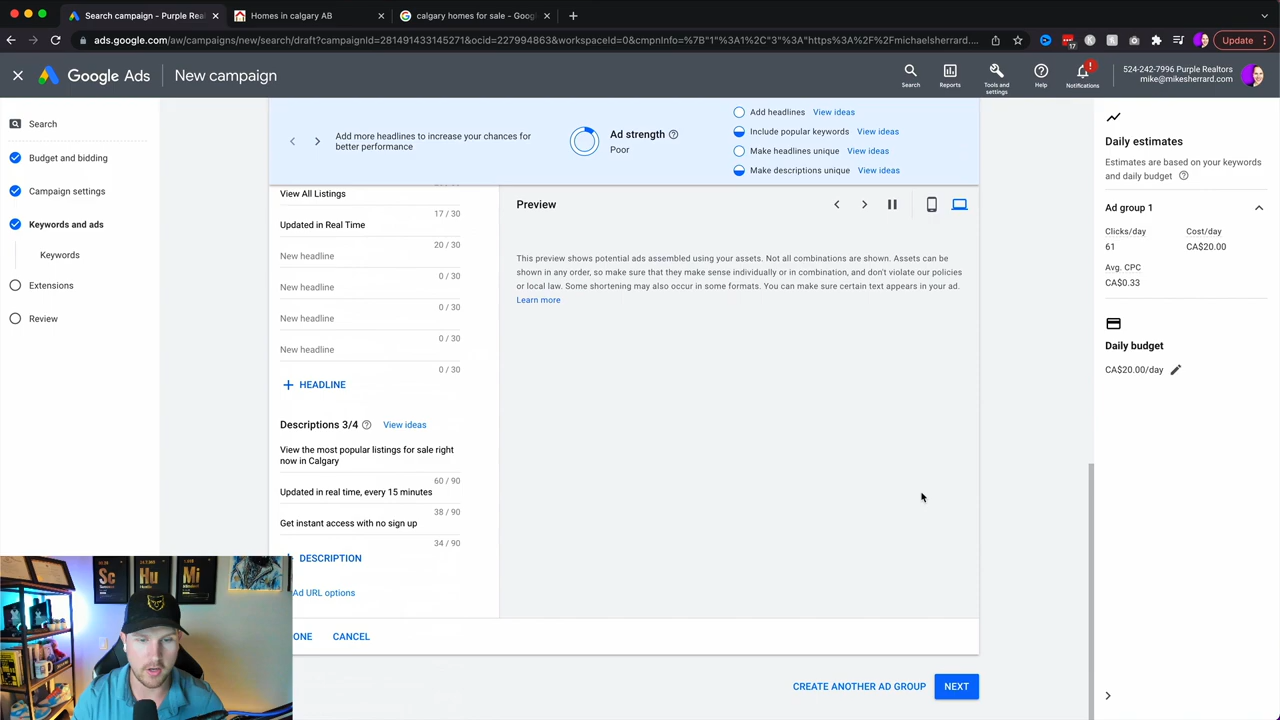 Search campaign - Purple Rea
Homes in calgary AB
calgary homes for sale - Goog
ads.google.com/aw/campaigns/new/search/draft?campaignId=281491433145271&ocid=227994863&workspaceId=0&cmpnInfo=%7B"1"%3A1%2C"3"%3A"https%3A%2F%2Fmichaelsherrard....
17
Update
Google Ads
New campaign
Search
Reports
Tools and settings
Help
Notifications
524-242-7996 Purple Realtors
mike@mikesherrard.com
Search
Budget and bidding
Campaign settings
Keywords and ads
Keywords
Extensions
Review
Add more headlines to increase your chances for
better performance
Ad strength
Poor
Add headlines View ideas
Include popular keywords View ideas
Make headlines unique View ideas
Make descriptions unique View ideas
View All Listings
17 / 30
Updated in Real Time
20 / 30
New headline
0 / 30
New headline
0 / 30
New headline
0 / 30
New headline
0 / 30
HEADLINE
Descriptions 3/4 View ideas
View the most popular listings for sale right
now in Calgary
60 / 90
Updated in real time, every 15 minutes
38 / 90
Get instant access with no sign up
34 / 90
DESCRIPTION
Ad URL options
ONE
CANCEL
Preview
This preview shows potential ads assembled using your assets. Not all combinations are shown. Assets can be
shown in any order, so make sure that they make sense individually or in combination, and don't violate our policies
or local law. Some shortening may also occur in some formats. You can make sure certain text appears in your ad.
Learn more
CREATE ANOTHER AD GROUP
NEXT
Daily estimates
Estimates are based on your keywords
and daily budget
Ad group 1
Clicks/day
61
Cost/day
CA$20.00
Avg. CPC
CA$0.33
Daily budget
CA$20.00/day
Sc
Hu
Mi